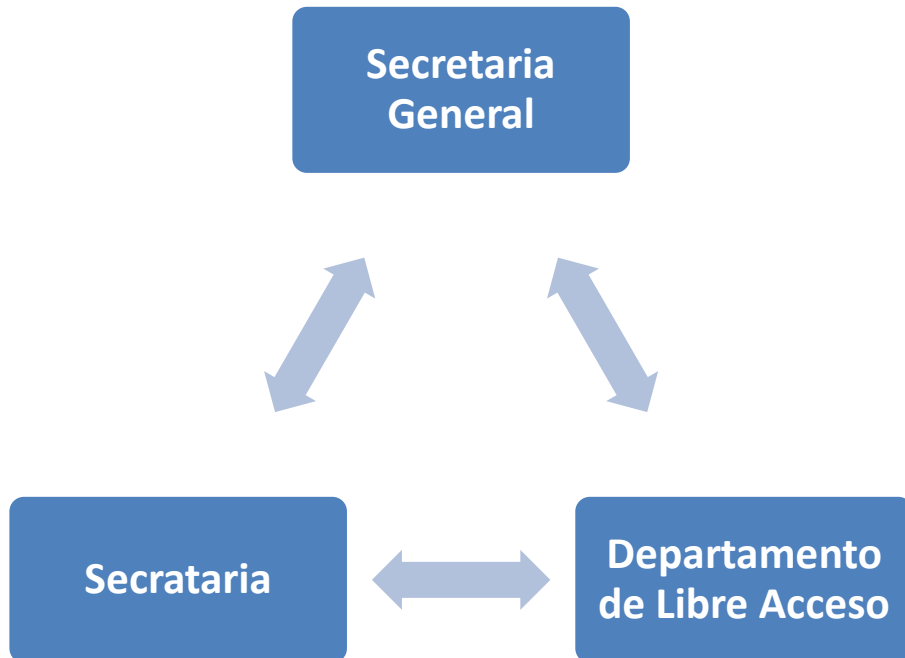 Secretaria
General
Secrataria
Departamento
de Libre Acceso